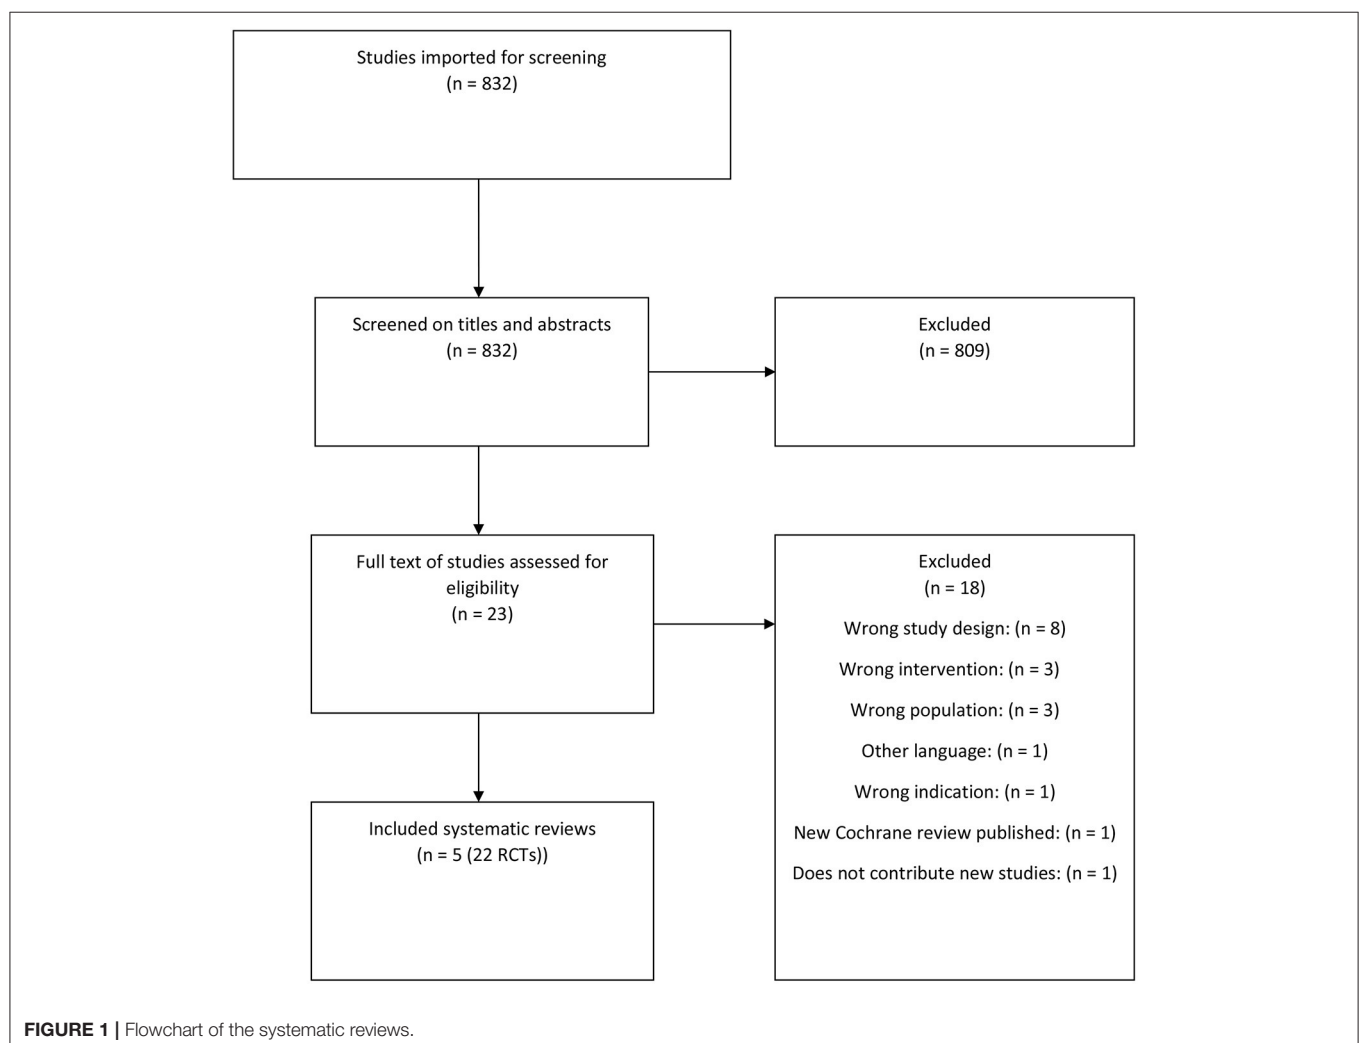 Studies imported for screening
(n = 832)
Screened on titles and abstracts
(n = 832)
Excluded
(n = 809)
Full text of studies assessed for
eligibility
(n = 23)
Excluded
(n = 18)
Wrong study design: (n = 8)
Wrong intervention: (n = 3)
Wrong population: (n = 3)
Other language: (n = 1)
Wrong indication: (n = 1)
New Cochrane review published: (n = 1)
Does not contribute new studies: (n = 1)
Included systematic reviews
(n = 5 (22 RCTs))
FIGURE 1 | Flowchart of the systematic reviews.